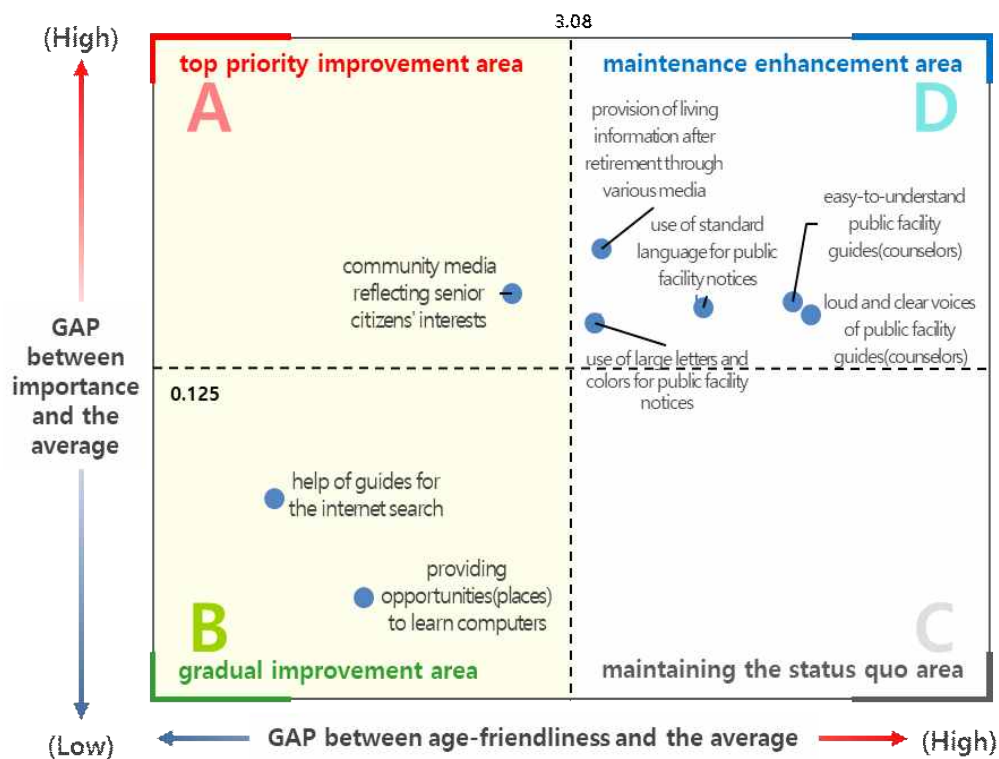 3.08
(High)
top priority improvement area
maintenance enhancement area
A
D
provision of living
information after
retirement through
various media
easy-to-understand
public facility
guides(counselors)
use of standard
language for public
facility notices
community media
reflecting senior
citizens' interests
loud and clear voices
of public facility
guides(counselors)
GAP
between
importance
and the
average
use of large letters and
colors for public facility
notices
0.125
help of guides for
the internet search
providing
opportunities(places)
to learn computers
B
C
gradual improvement area
maintaining the status quo area
(Low)
GAP between age-friendliness and the average
(High)